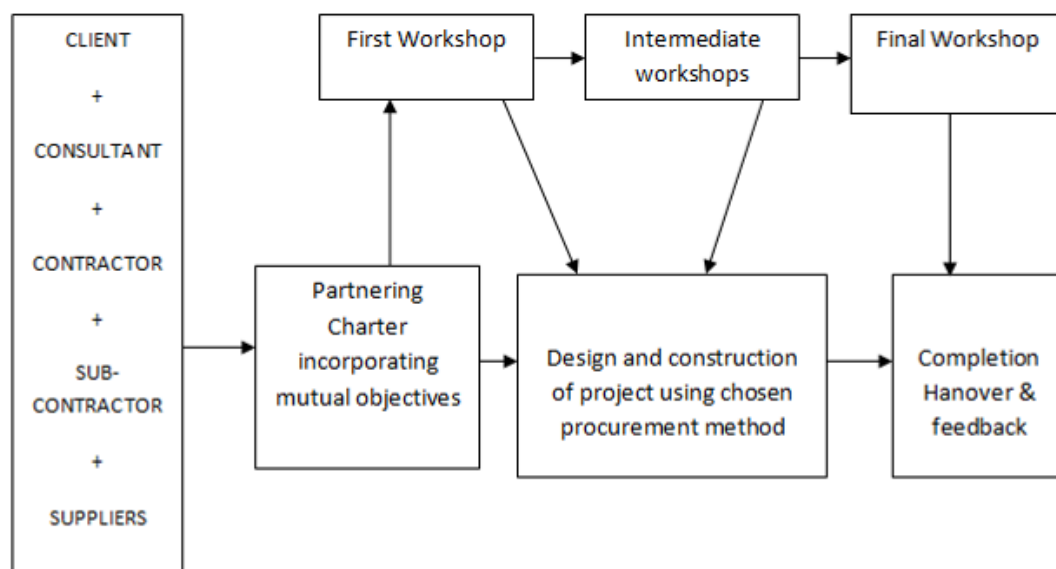 CLIENT
+
CONSULTANT
+
CONTRACTOR
+
SUB-
CONTRACTOR
+
SUPPLIERS
First Workshop
Intermediate
workshops
Final Workshop
Partnering
Charter
incorporating
mutual objectives
Design and construction
of project using chosen
procurement method
Completion
Hanover &
feedback